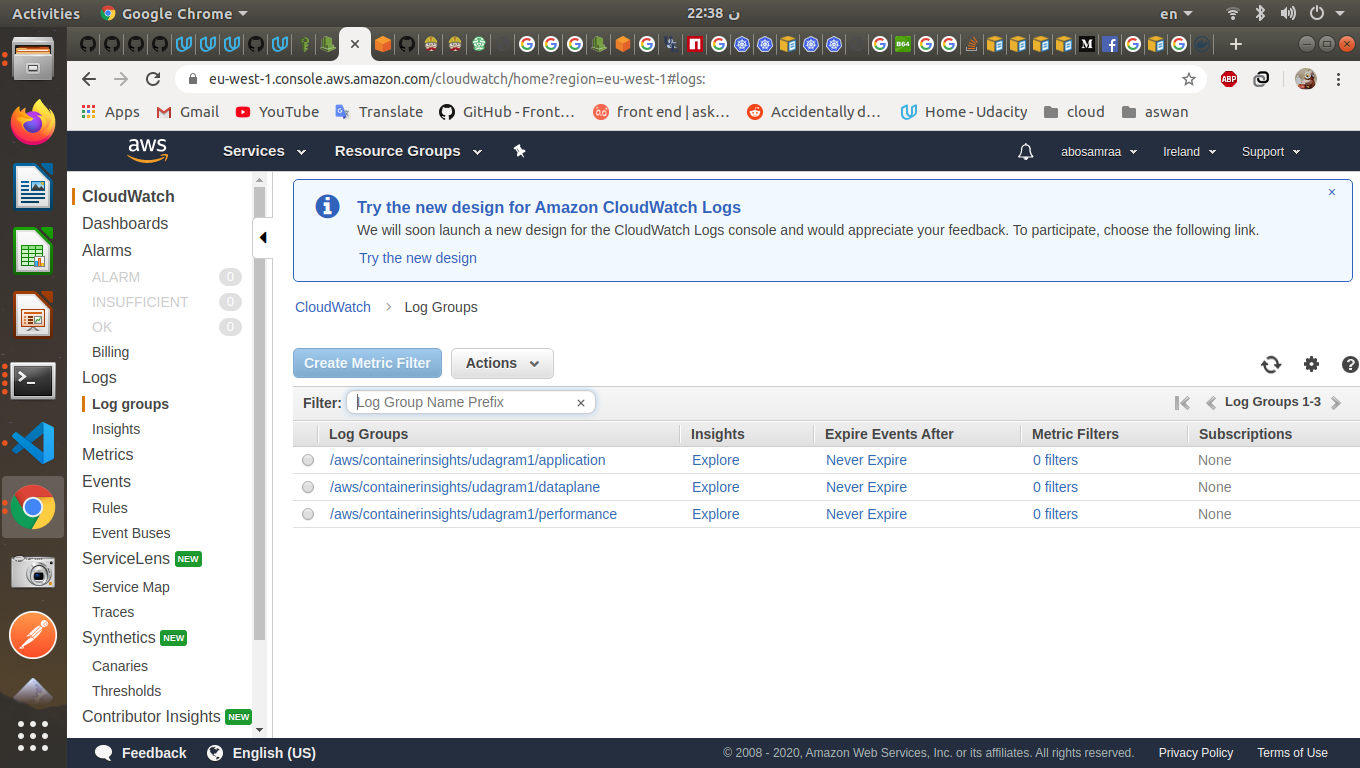 Activities Google Chrome 22:38 ن en
eu-west-1.console.aws.amazon.com/cloudwatch/home?region=eu-west-1#logs:
Apps Gmail YouTube Translate GitHub - Front… front end | ask… Accidentally d… Home - Udacity cloud aswan
aws Services Resource Groups abosamraa Ireland Support
CloudWatch
Dashboards
Alarms
ALARM 0
INSUFFICIENT 0
OK 0
Billing
Logs
Log groups
Insights
Metrics
Events
Rules
Event Buses
ServiceLens NEW
Service Map
Traces
Synthetics NEW
Canaries
Thresholds
Contributor Insights NEW
Try the new design for Amazon CloudWatch Logs
We will soon launch a new design for the CloudWatch Logs console and would appreciate your feedback. To participate, choose the following link.
Try the new design
CloudWatch > Log Groups
Create Metric Filter Actions
Filter: Log Group Name Prefix × Log Groups 1-3
Log Groups Insights Expire Events After Metric Filters Subscriptions
/aws/containerinsights/udagram1/application Explore Never Expire 0 filters None
/aws/containerinsights/udagram1/dataplane Explore Never Expire 0 filters None
/aws/containerinsights/udagram1/performance Explore Never Expire 0 filters None
Feedback English (US) © 2008 - 2020, Amazon Web Services, Inc. or its affiliates. All rights reserved. Privacy Policy Terms of Use